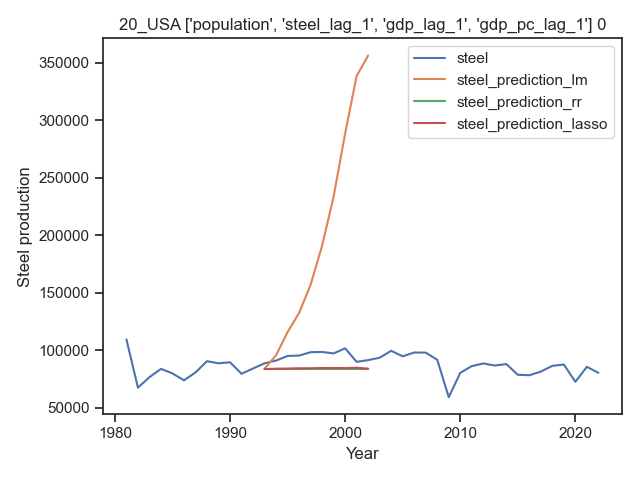 20_USA ['population', 'steel_lag_1', 'gdp_lag_1', 'gdp_pc_lag_1'] 0
steel
steel_prediction_lm
steel_prediction_rr
steel_prediction_lasso
350000
300000
250000
200000
150000
100000
50000
Steel production
1980
1990
2000
2010
2020
Year